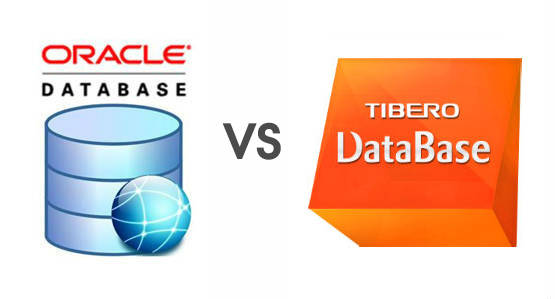 ORACLE®
DATABASE
VS
TIBERO
DataBase